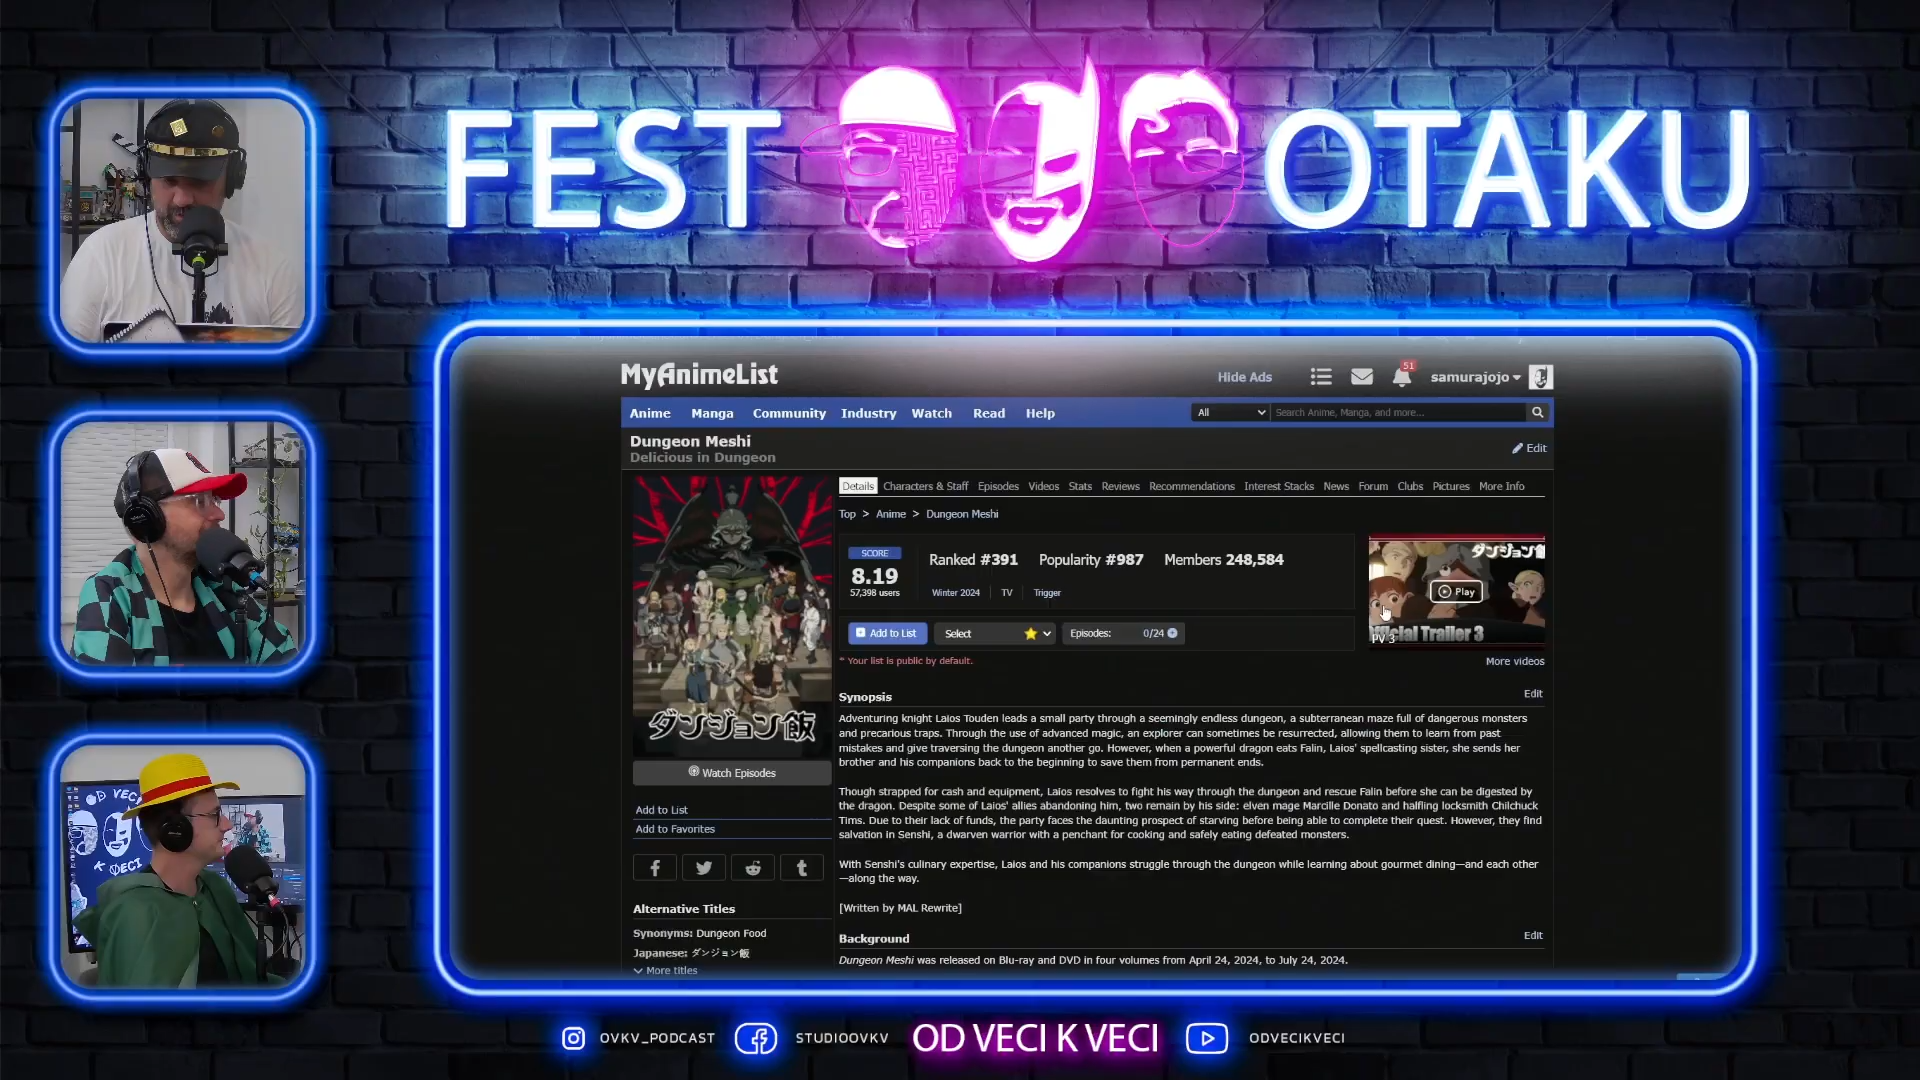 FEST OTAKU
MyAnimeList
Hide Ads
51
samurajojo
Anime Manga Community Industry Watch Read Help
All
Search Anime, Manga, and more...
Dungeon Meshi
Delicious in Dungeon
Edit
Details Characters & Staff Episodes Videos Stats Reviews Recommendations Interest Stacks News Forum Clubs Pictures More Info
Top > Anime > Dungeon Meshi
SCORE
8.19
57,398 users
Ranked #391 Popularity #987 Members 248,584
Winter 2024 TV Trigger
Add to List
Select
Episodes: 0/24
* Your list is public by default.
ダンジョン飯
Play
Official Trailer 3
PV 3
More videos
Synopsis
Edit
Adventuring knight Laios Touden leads a small party through a seemingly endless dungeon, a subterranean maze full of dangerous monsters
and precarious traps. Through the use of advanced magic, an explorer can sometimes be resurrected, allowing them to learn from past
mistakes and give traversing the dungeon another go. However, when a powerful dragon eats Falin, Laios' spellcasting sister, she sends her
brother and his companions back to the beginning to save them from permanent ends.
Though strapped for cash and equipment, Laios resolves to fight his way through the dungeon and rescue Falin before she can be digested by
the dragon. Despite some of Laios' allies abandoning him, two remain by his side: elven mage Marcille Donato and halfling locksmith Chilchuck
Tims. Due to their lack of funds, the party faces the daunting prospect of starving before being able to complete their quest. However, they find
salvation in Senshi, a dwarven warrior with a penchant for cooking and safely eating defeated monsters.
With Senshi's culinary expertise, Laios and his companions struggle through the dungeon while learning about gourmet dining—and each other
—along the way.
[Written by MAL Rewrite]
Background
Edit
Dungeon Meshi was released on Blu-ray and DVD in four volumes from April 24, 2024, to July 24, 2024.
ダンジョン飯
Watch Episodes
Add to List
Add to Favorites
Alternative Titles
Synonyms: Dungeon Food
Japanese: ダンジョン飯
More titles
OD VECI
K VECI
OVKV_PODCAST
STUDIOOVKV
OD VECI K VECI
ODVECIKVECI